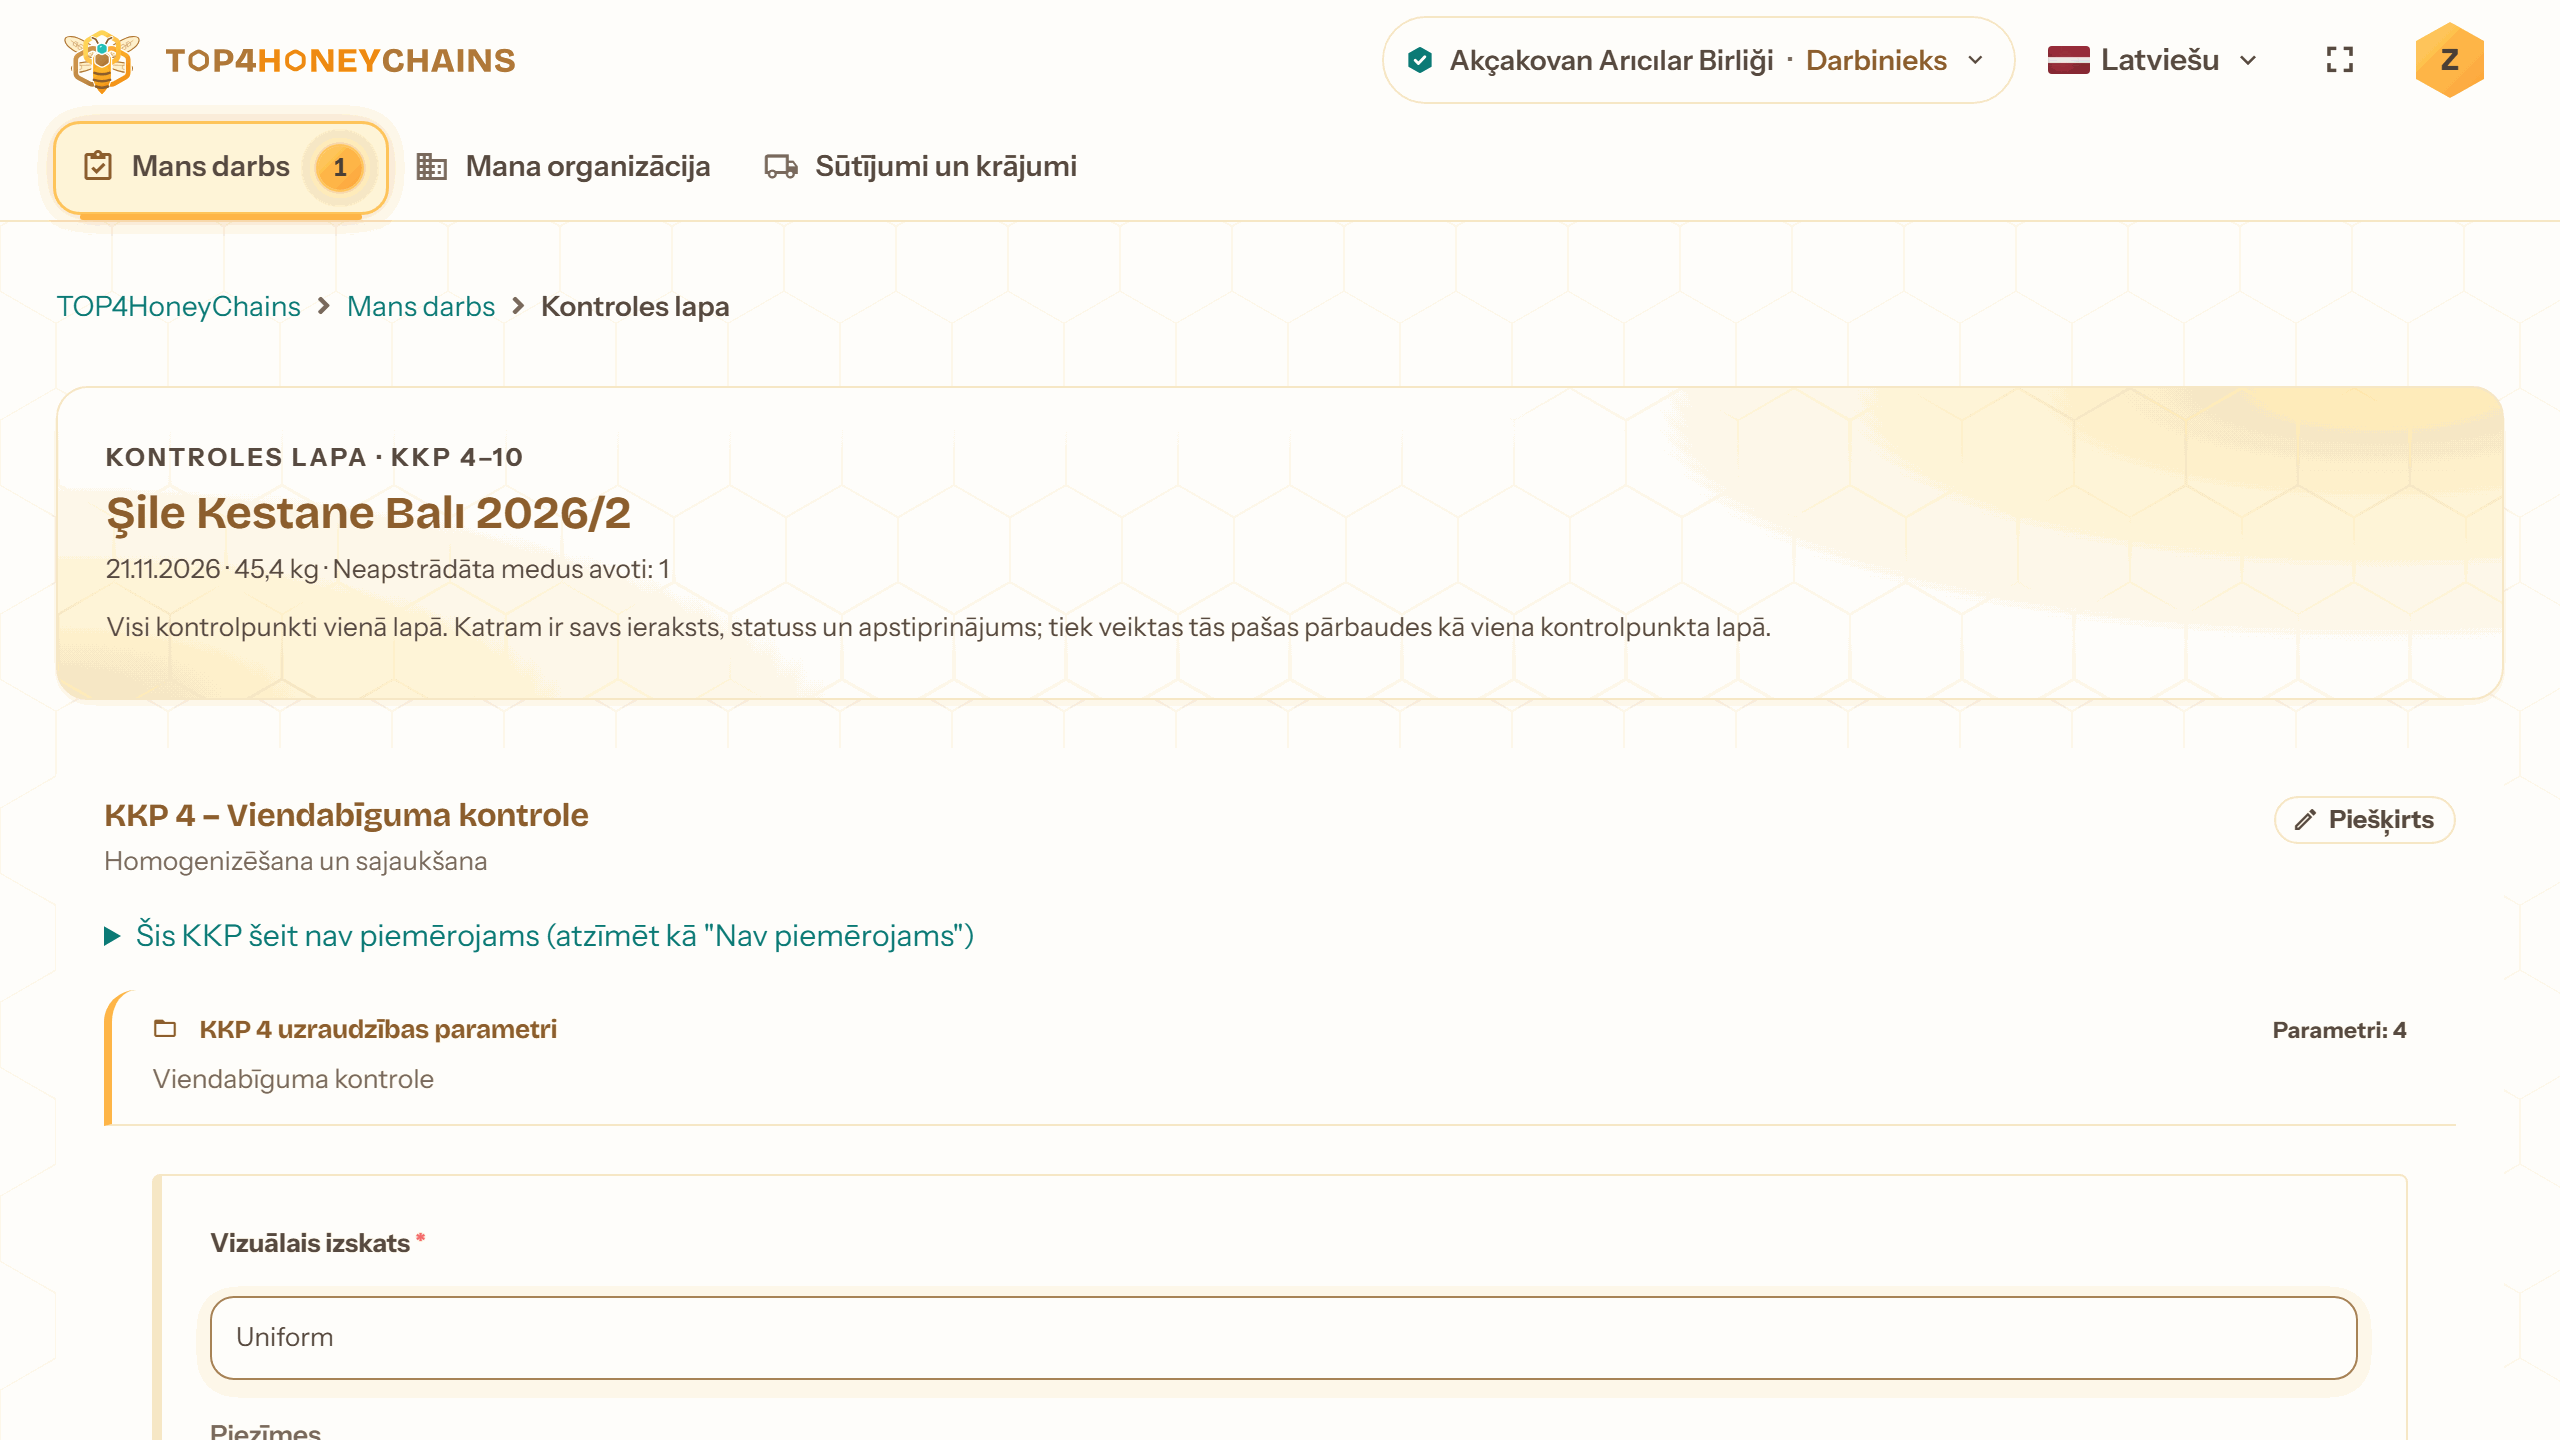 TOP4HONEYCHAINS
Akçakovan Arıcılar Birliği · Darbinieks
Latviešu
Z
Mans darbs 1
Mana organizācija
Sūtījumi un krājumi
TOP4HoneyChains > Mans darbs > Kontroles lapa
KONTROLES LAPA · KKP 4–10
Şile Kestane Balı 2026/2
21.11.2026 · 45,4 kg · Neapstrādāta medus avoti: 1
Visi kontrolpunkti vienā lapā. Katram ir savs ieraksts, statuss un apstiprinājums; tiek veiktas tās pašas pārbaudes kā viena kontrolpunkta lapā.
KKP 4 – Viendabīguma kontrole
Piešķirts
Homogenizēšana un sajaukšana
Šis KKP šeit nav piemērojams (atzīmēt kā "Nav piemērojams")
KKP 4 uzraudzības parametri
Parametri: 4
Viendabīguma kontrole
Vizuālais izskats *
Uniform
Piezīmes